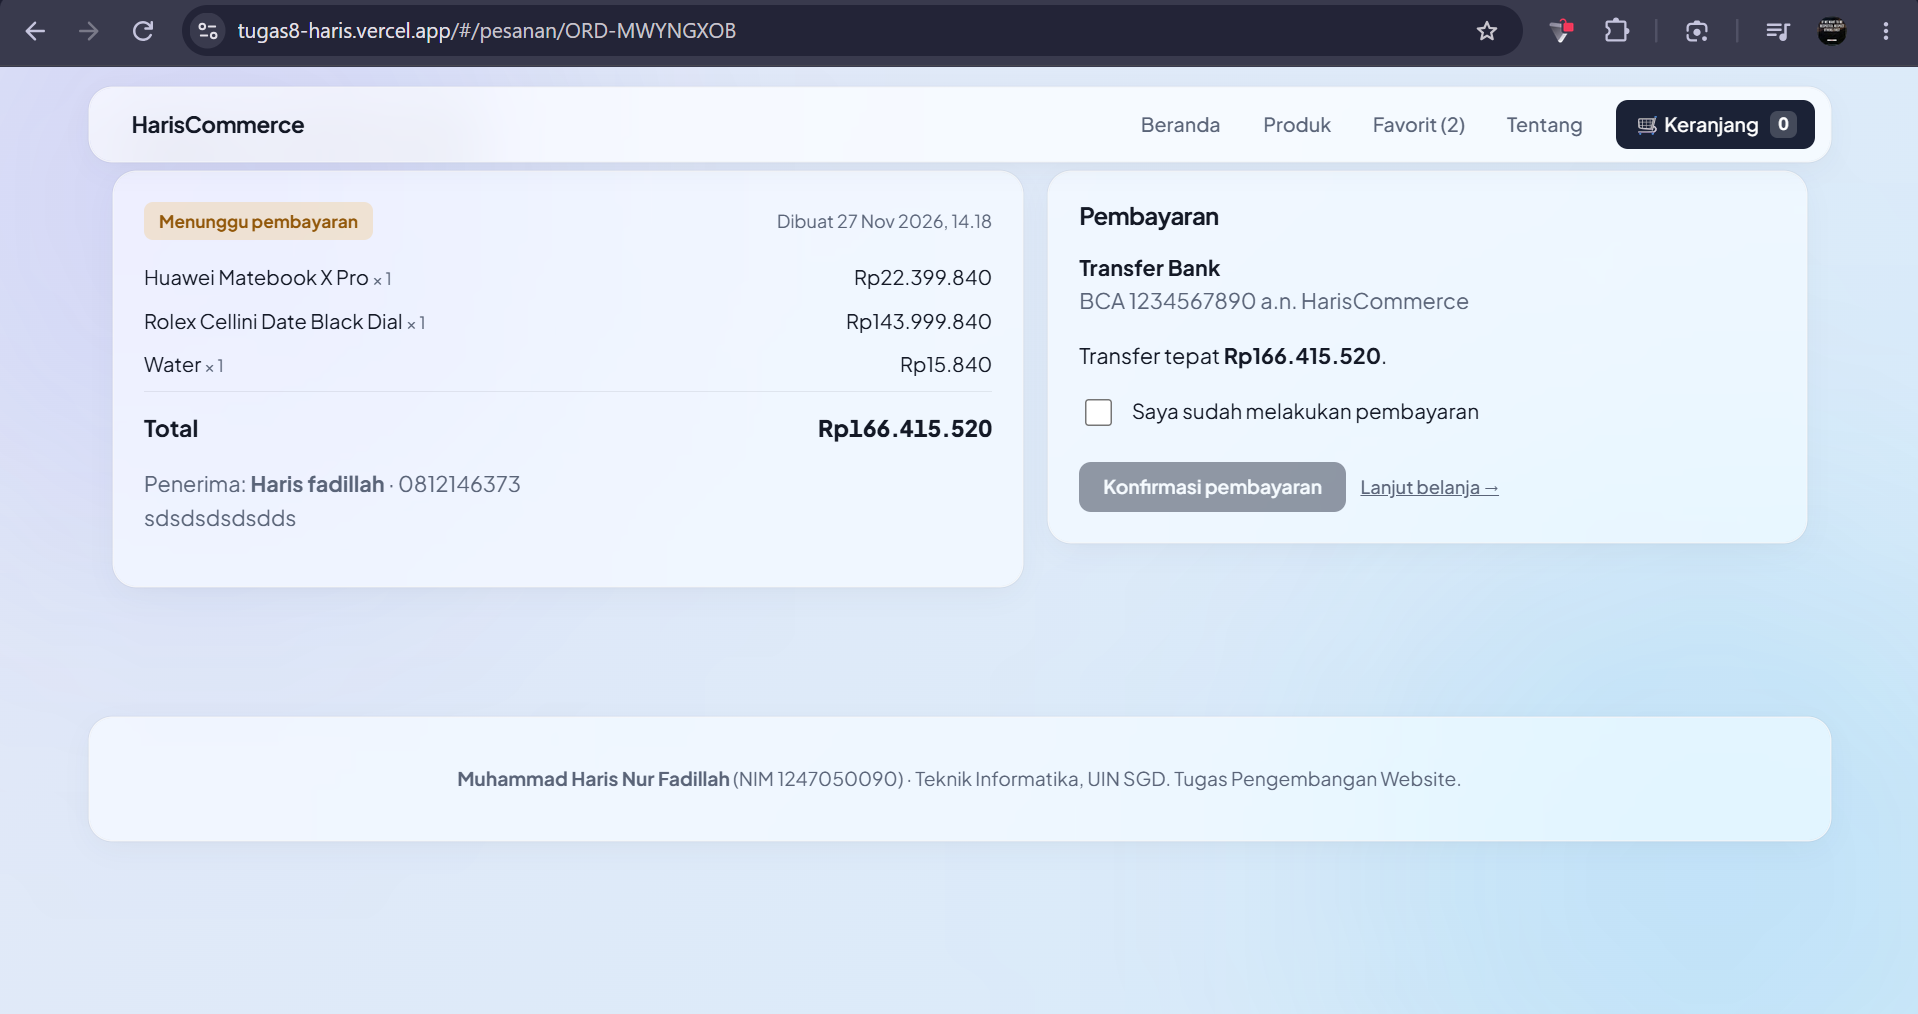 tugas8-haris.vercel.app/#/pesanan/ORD-MWYNGXOB
HarisCommerce
Beranda
Produk
Favorit (2)
Tentang
Keranjang 0
Menunggu pembayaran
Dibuat 27 Nov 2026, 14.18
Huawei Matebook X Pro × 1
Rp22.399.840
Rolex Cellini Date Black Dial × 1
Rp143.999.840
Water × 1
Rp15.840
Total
Rp166.415.520
Penerima: Haris fadillah · 0812146373
sdsdsdsdsdds
Pembayaran
Transfer Bank
BCA 1234567890 a.n. HarisCommerce
Transfer tepat Rp166.415.520.
Saya sudah melakukan pembayaran
Konfirmasi pembayaran
Lanjut belanja →
Muhammad Haris Nur Fadillah (NIM 1247050090) · Teknik Informatika, UIN SGD. Tugas Pengembangan Website.